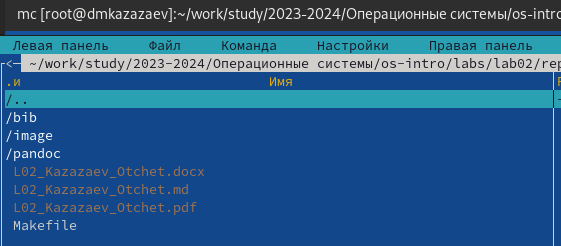 mc [root@dmkazazaev]:~/work/study/2023-2024/Операционные системы/os-intro
Левая панель Файл Команда Настройки Правая панель
<— ~/work/study/2023-2024/Операционные системы/os-intro/labs/lab02/rep
.и Имя
/..
/bib
/image
/pandoc
L02_Kazazaev_Otchet.docx
L02_Kazazaev_Otchet.md
L02_Kazazaev_Otchet.pdf
Makefile